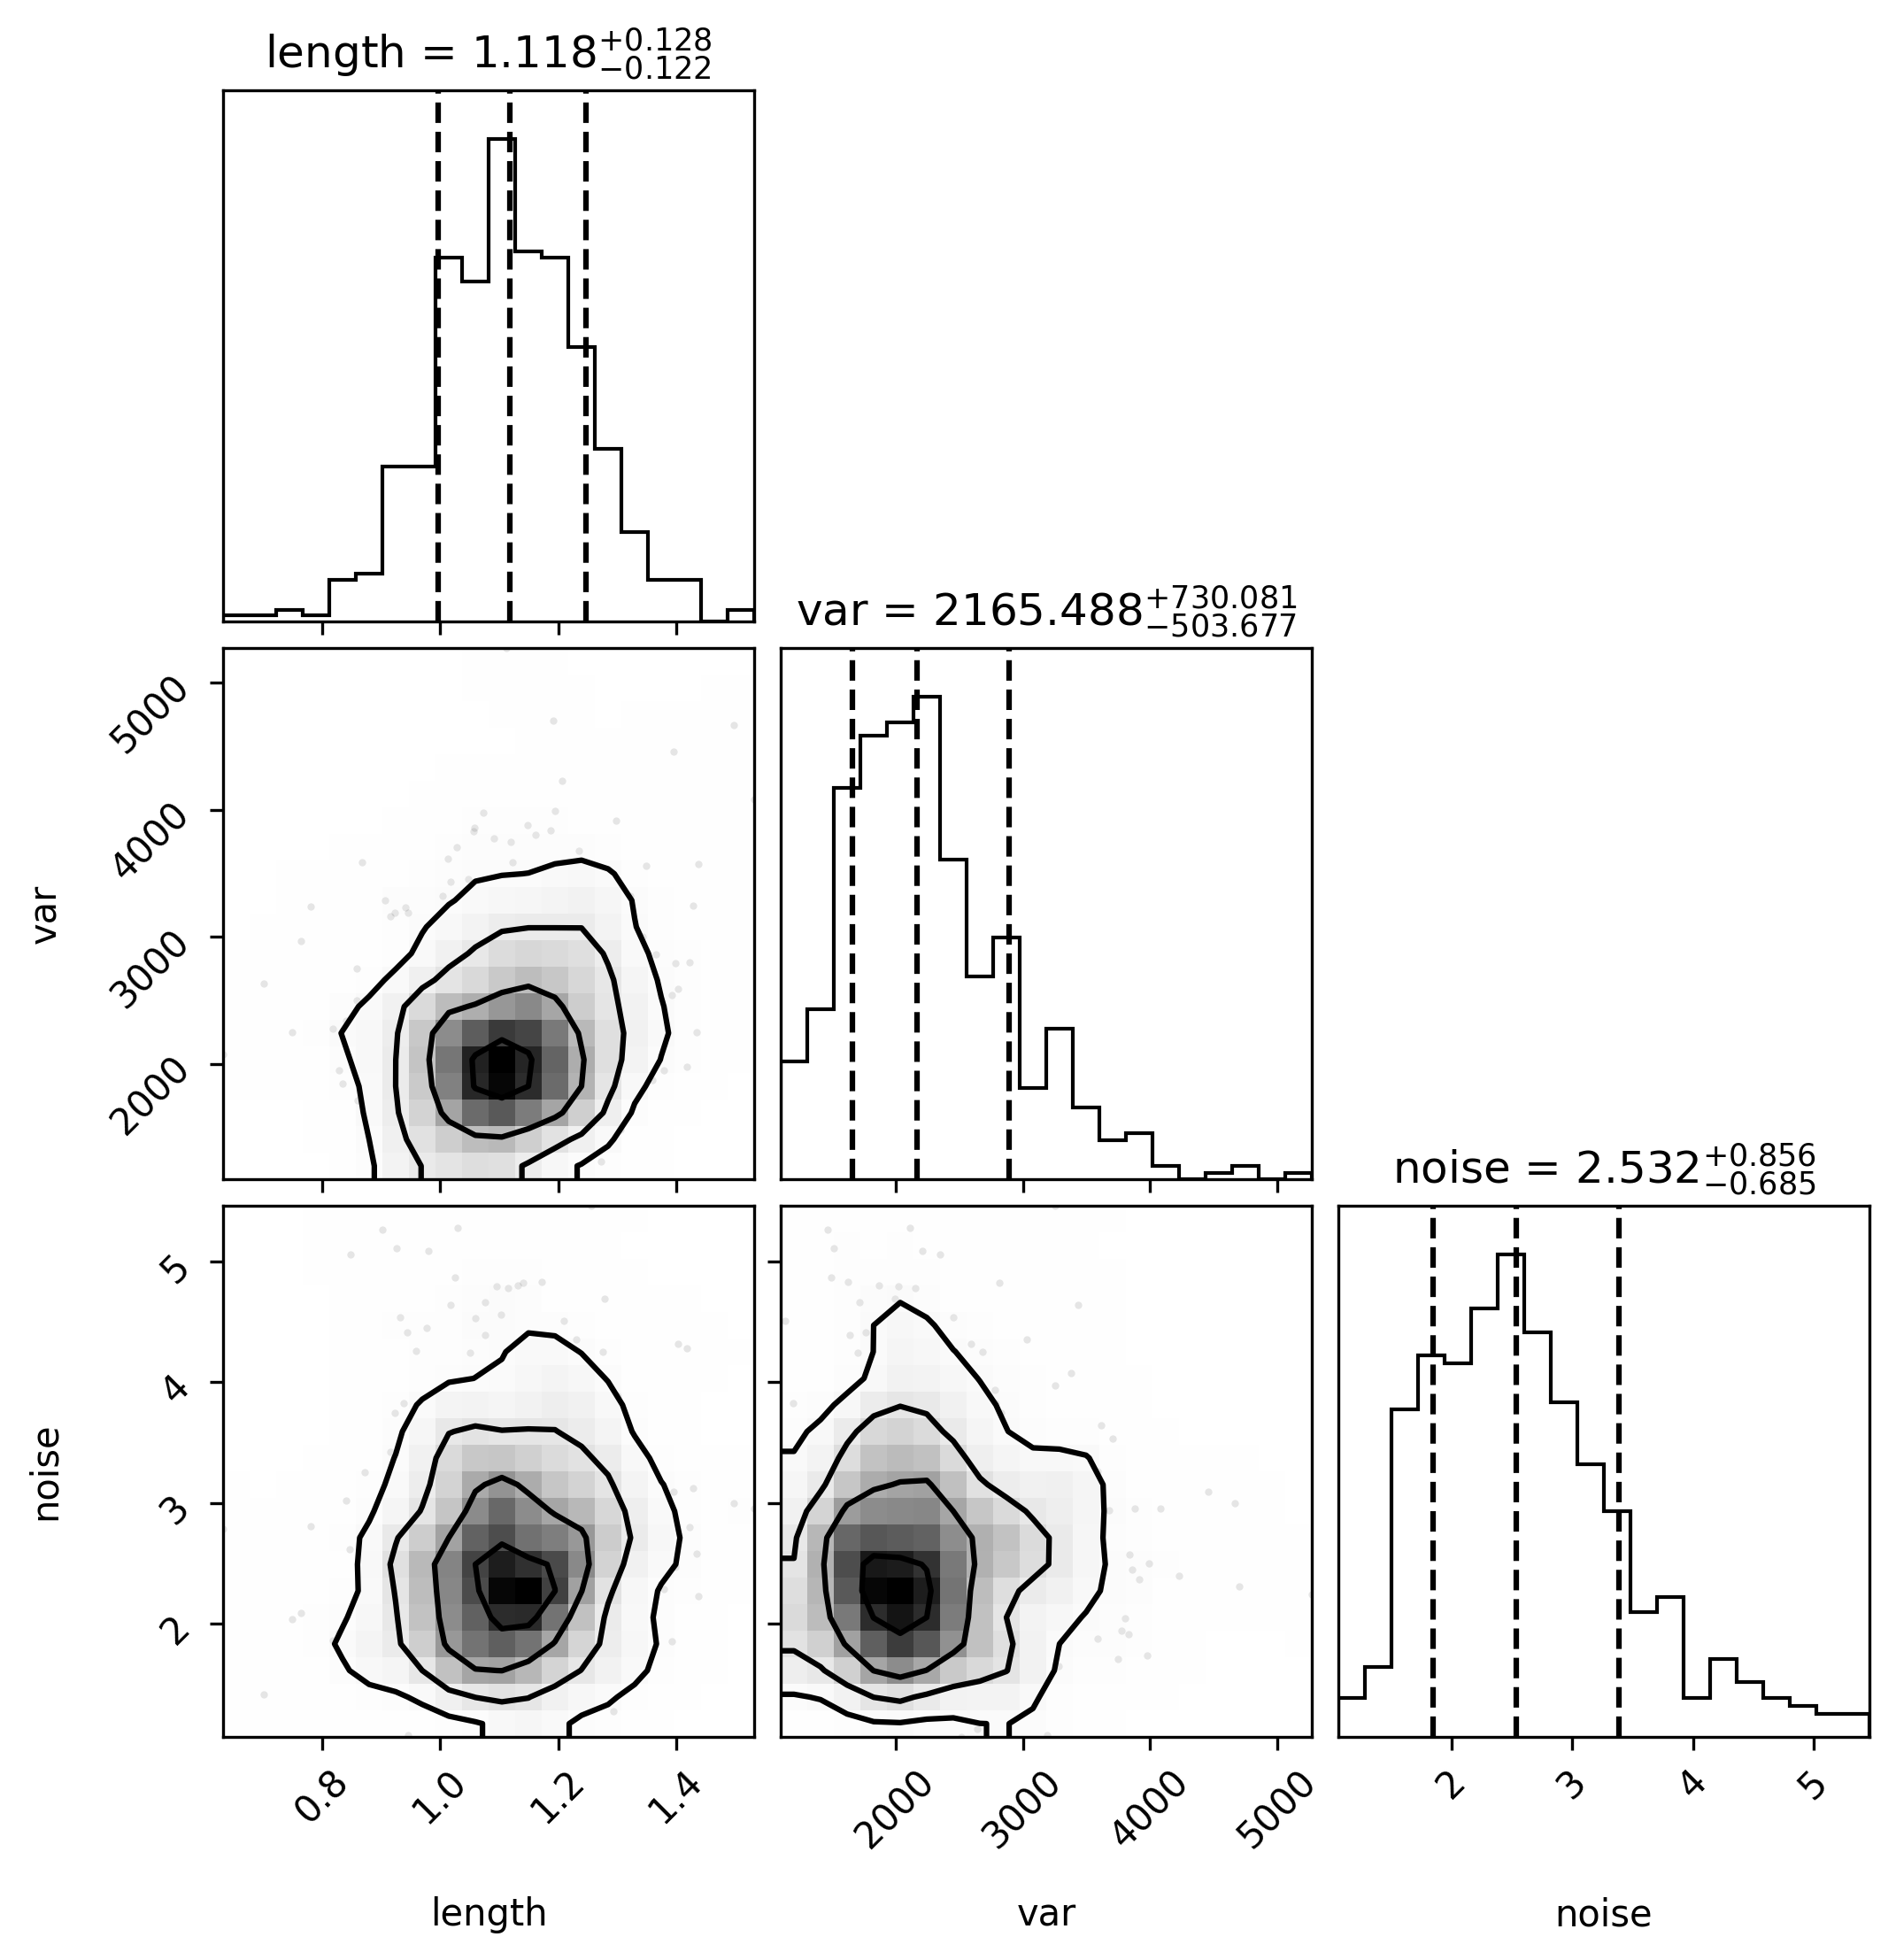 length = 1.118 +0.128 −0.122
var = 2165.488 +730.081 −503.677
5000
4000
3000
2000
var
noise = 2.532 +0.856 −0.685
5
4
3
2
noise
0.8 1.0 1.2 1.4
2000 3000 4000 5000
2 3 4 5
length var noise